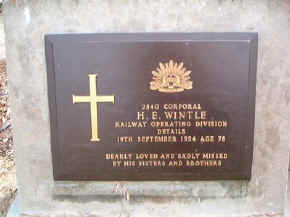 2840 CORPORAL
H. E. WINTLE
RAILWAY OPERATING DIVISION
DETAILS
19TH SEPTEMBER 1954 AGE 78
DEARLY LOVED AND SADLY MISSED
BY HIS SISTERS AND BROTHERS